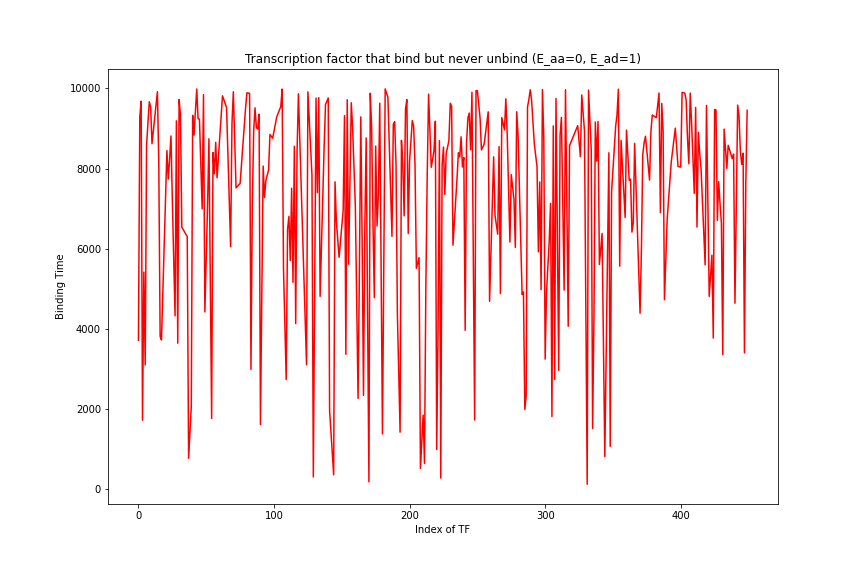 Transcription factor that bind but never unbind (E_aa=0, E_ad=1)
10000
8000
6000
4000
2000
0
Binding Time
0 100 200 300 400
Index of TF